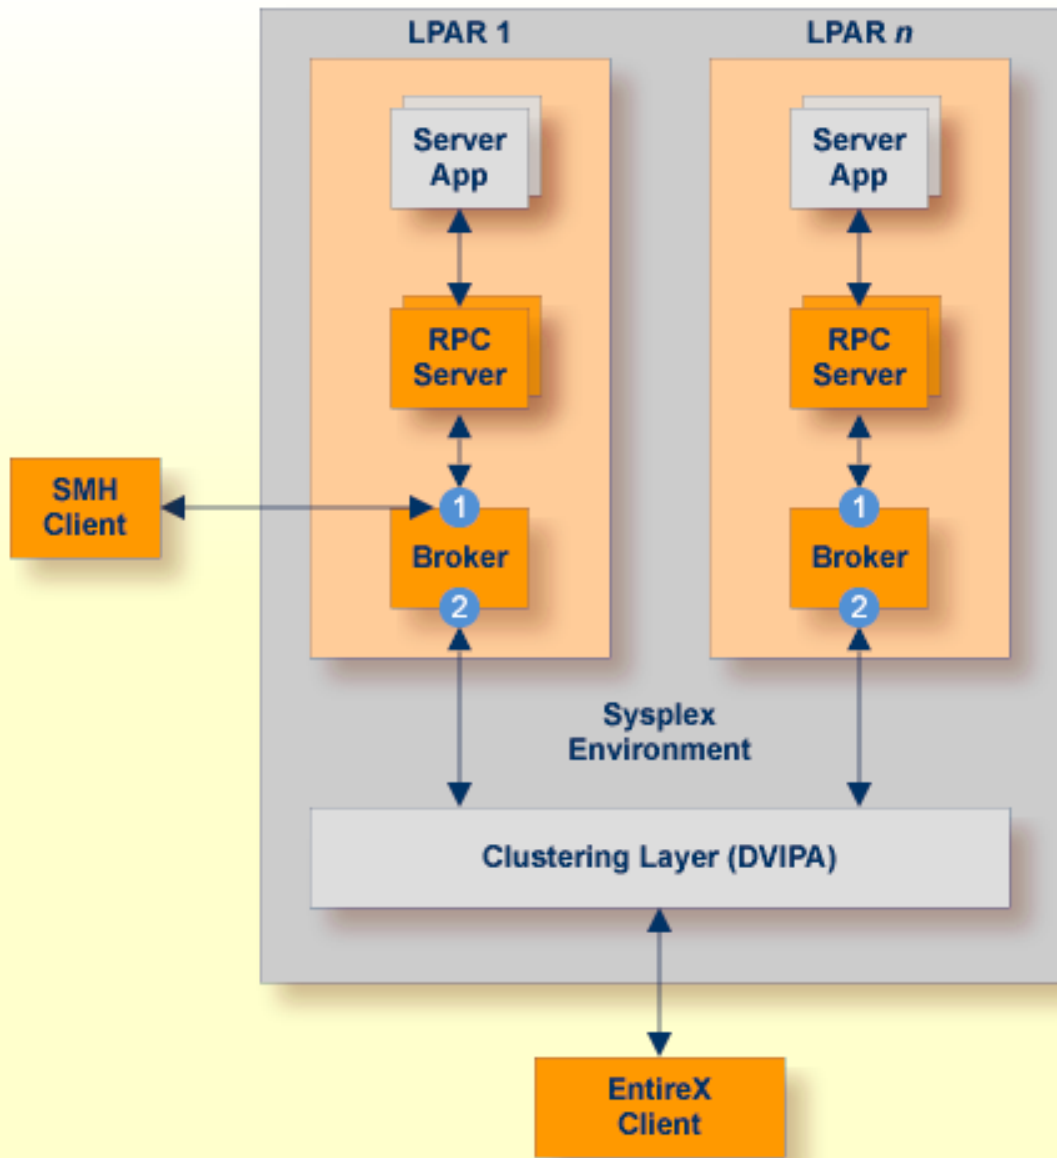 LPAR 1
LPAR n
Server
App
Server
App
RPC
Server
RPC
Server
SMH
Client
1
Broker
2
1
Broker
2
Sysplex
Environment
Clustering Layer (DVIPA)
EntireX
Client